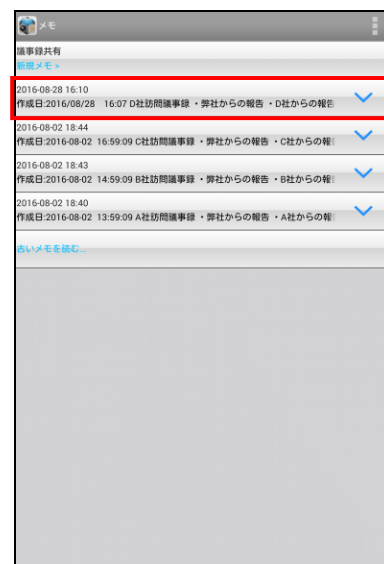 メモ
議事録共有
新規メモ >
2016-08-28 16:10
作成日:2016/08/28 16:07 D社訪問議事録 ・弊社からの報告 ・D社からの報告
2016-08-02 18:44
作成日:2016-08-02 16:59:09 C社訪問議事録 ・弊社からの報告 ・C社からの報
2016-08-02 18:43
作成日:2016-08-02 14:59:09 B社訪問議事録 ・弊社からの報告 ・B社からの報
2016-08-02 18:40
作成日:2016-08-02 13:59:09 A社訪問議事録 ・弊社からの報告 ・A社からの報
古いメモを読む...